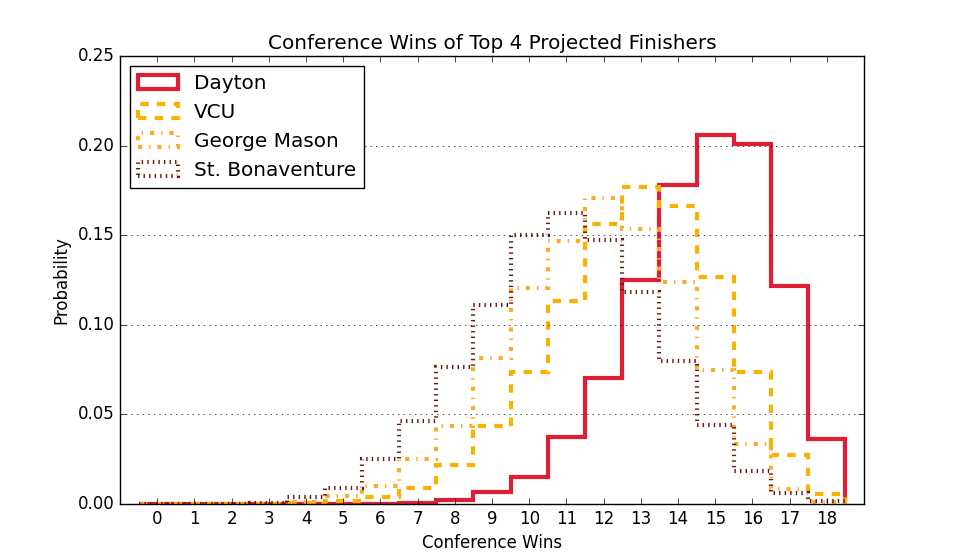 Conference Wins of Top 4 Projected Finishers
0.25
0.20
0.15
0.10
0.05
0.00
Probability
Dayton
VCU
George Mason
St. Bonaventure
0 1 2 3 4 5 6 7 8 9 10 11 12 13 14 15 16 17 18
Conference Wins